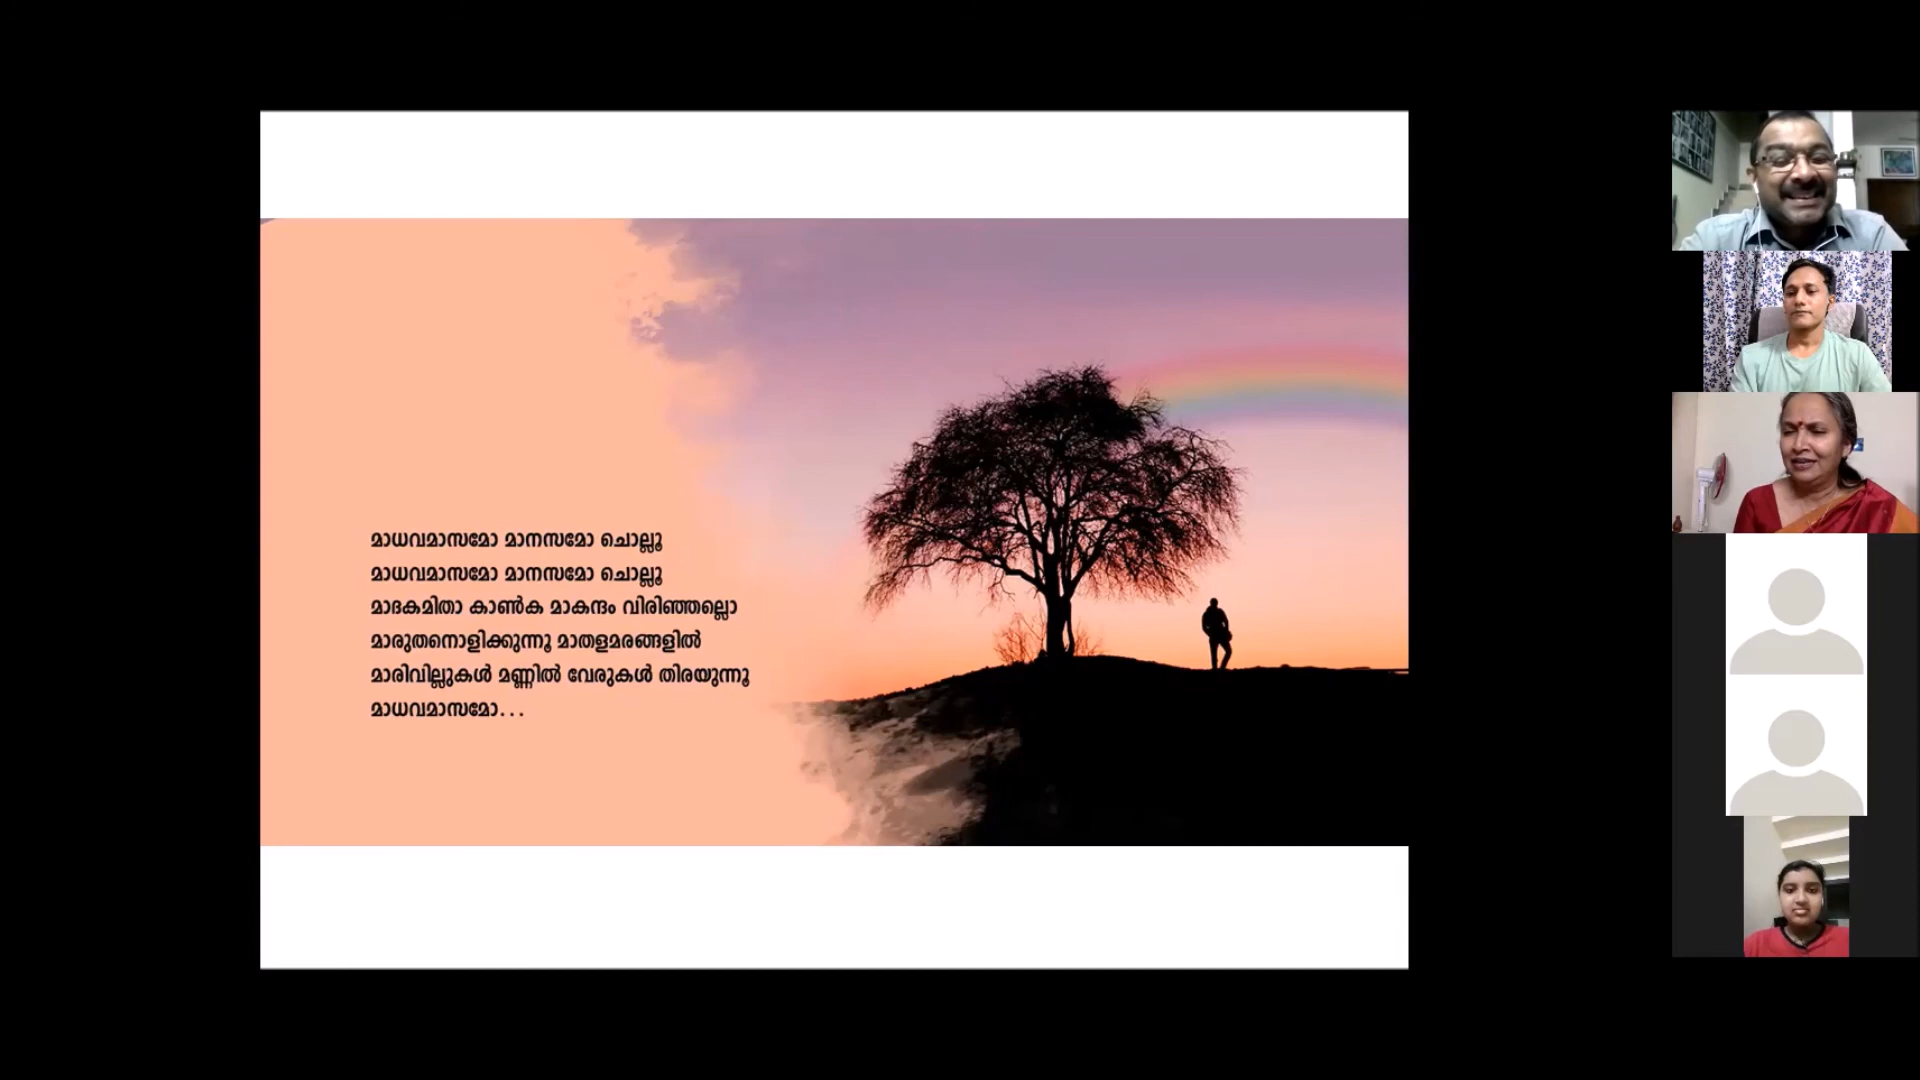 മാധവമാസമോ മാനസമോ ചൊല്ലൂ
മാധവമാസമോ മാനസമോ ചൊല്ലൂ
മാദകമിതാ കാൺക മാകന്ദം വിരിഞ്ഞല്ലൊ
മാരുതനൊളിക്കുന്നൂ മാതളമരങ്ങളിൽ
മാരിവില്ലുകൾ മണ്ണിൽ വേരുകൾ തിരയുന്നൂ
മാധവമാസമോ...